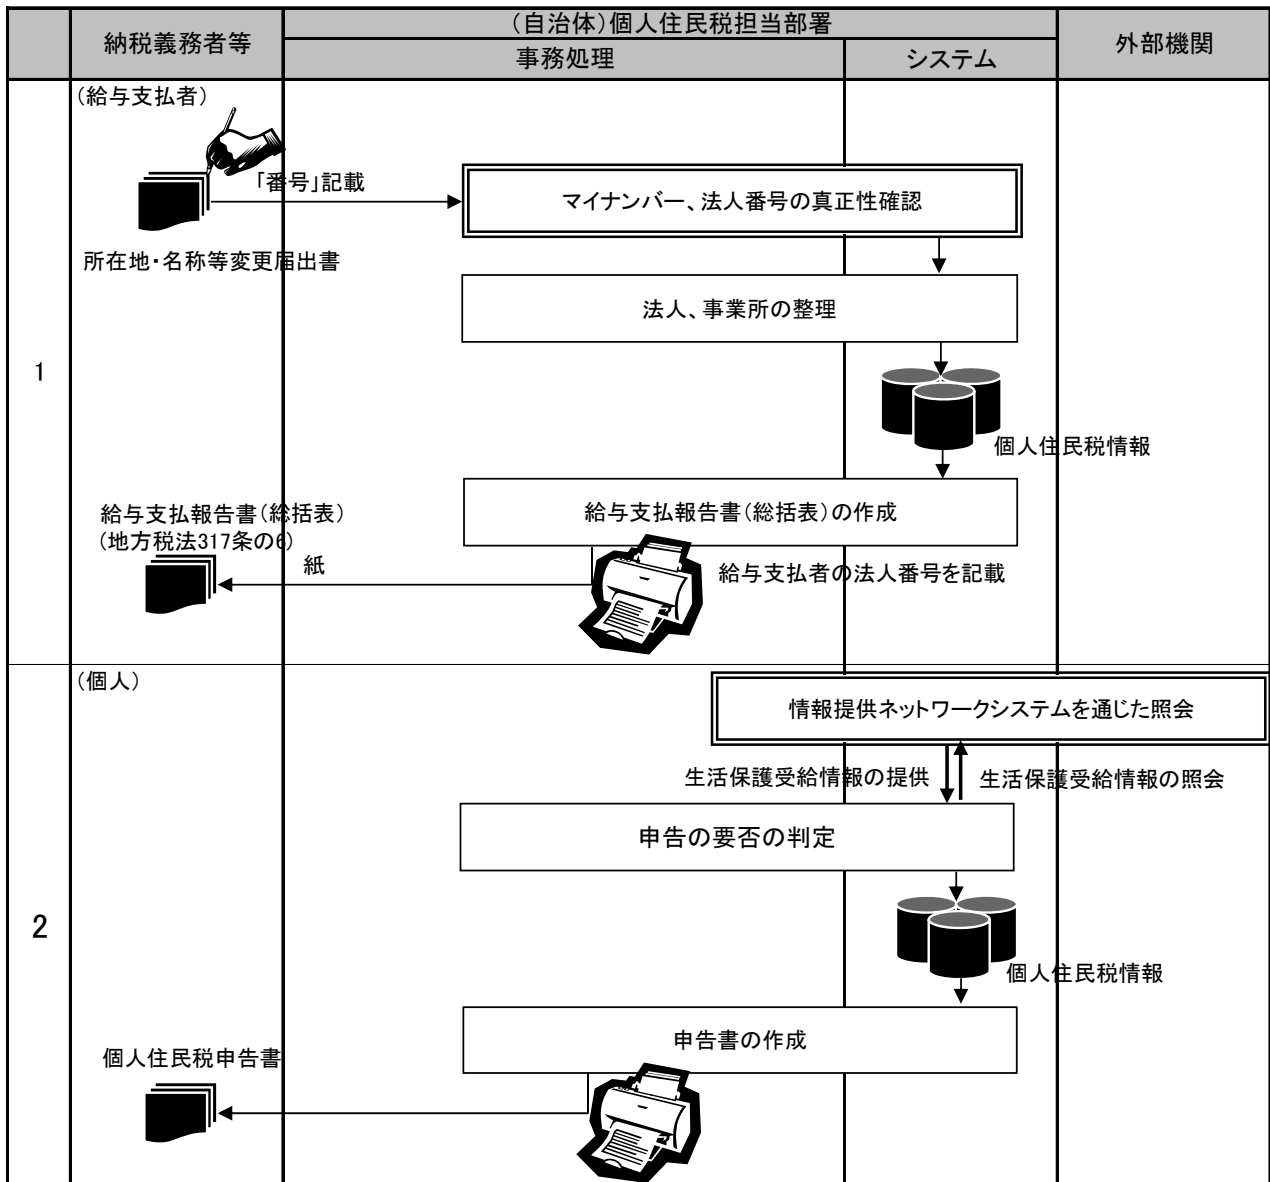 納税義務者等
（自治体）個人住民税担当部署
外部機関
事務処理
システム
1
（給与支払者）
「番号」記載
マイナンバー、法人番号の真正性確認
所在地・名称等変更届出書
法人、事業所の整理
個人住民税情報
給与支払報告書（総括表）の作成
給与支払報告書（総括表）
（地方税法317条の6）
紙
給与支払者の法人番号を記載
2
（個人）
情報提供ネットワークシステムを通じた照会
生活保護受給情報の提供
生活保護受給情報の照会
申告の要否の判定
個人住民税情報
申告書の作成
個人住民税申告書